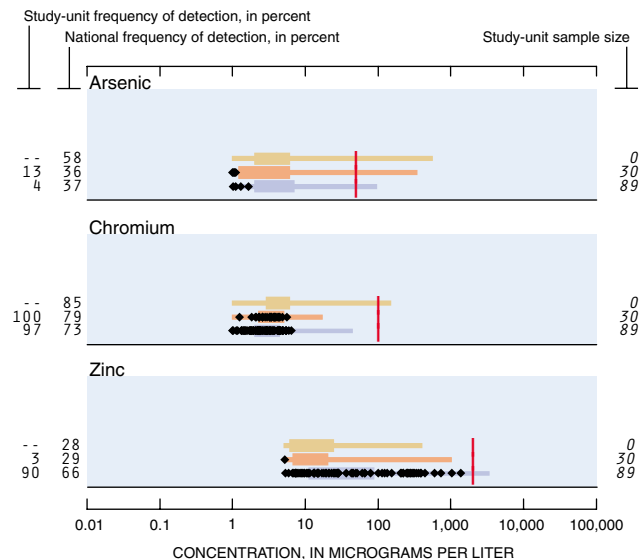 Study-unit frequency of detection, in percent
National frequency of detection, in percent
Study-unit sample size
Arsenic
-- 58 0
13 36 30
4 37 89
Chromium
-- 85 0
100 79 30
97 73 89
Zinc
-- 28 0
3 29 30
90 66 89
0.01 0.1 1 10 100 1,000 10,000 100,000
CONCENTRATION, IN MICROGRAMS PER LITER